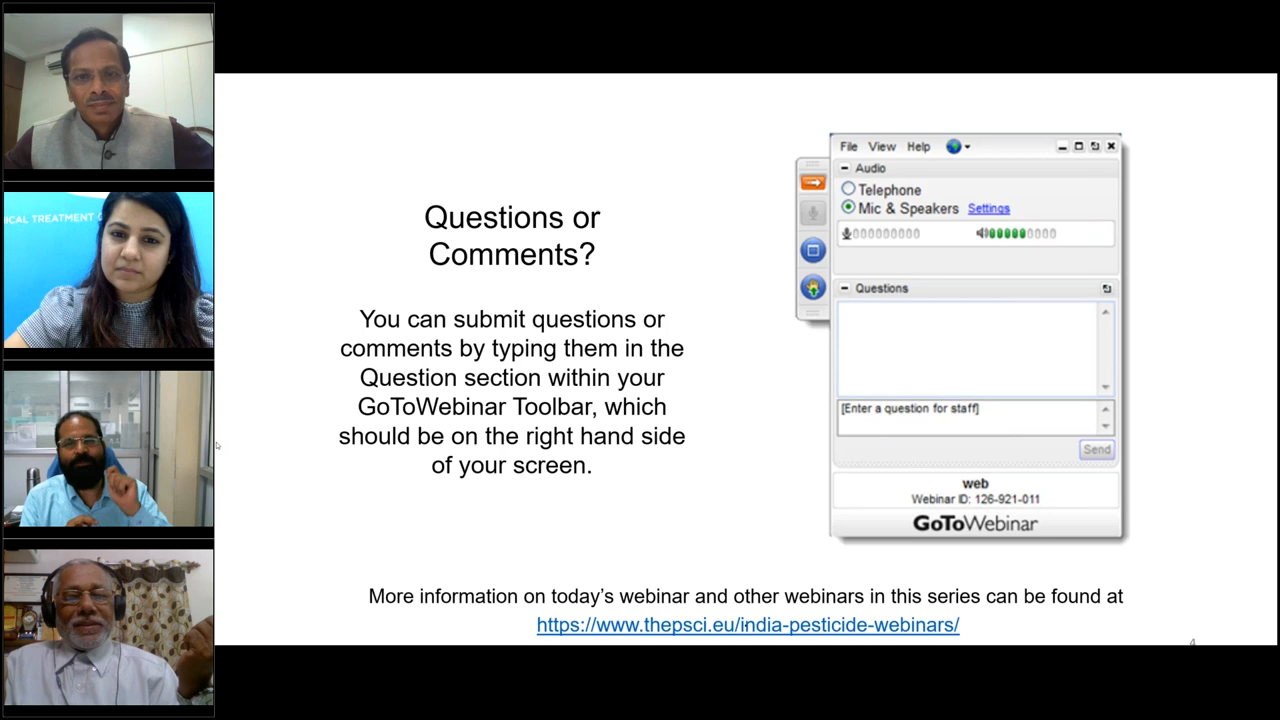 ICAL TREATMENT
Questions or
Comments?
You can submit questions or
comments by typing them in the
Question section within your
GoToWebinar Toolbar, which
should be on the right hand side
of your screen.
File View Help
Audio
Telephone
Mic & Speakers Settings
Questions
[Enter a question for staff]
Send
web
Webinar ID: 126-921-011
GoToWebinar
More information on today’s webinar and other webinars in this series can be found at
https://www.thepsci.eu/india-pesticide-webinars/
4